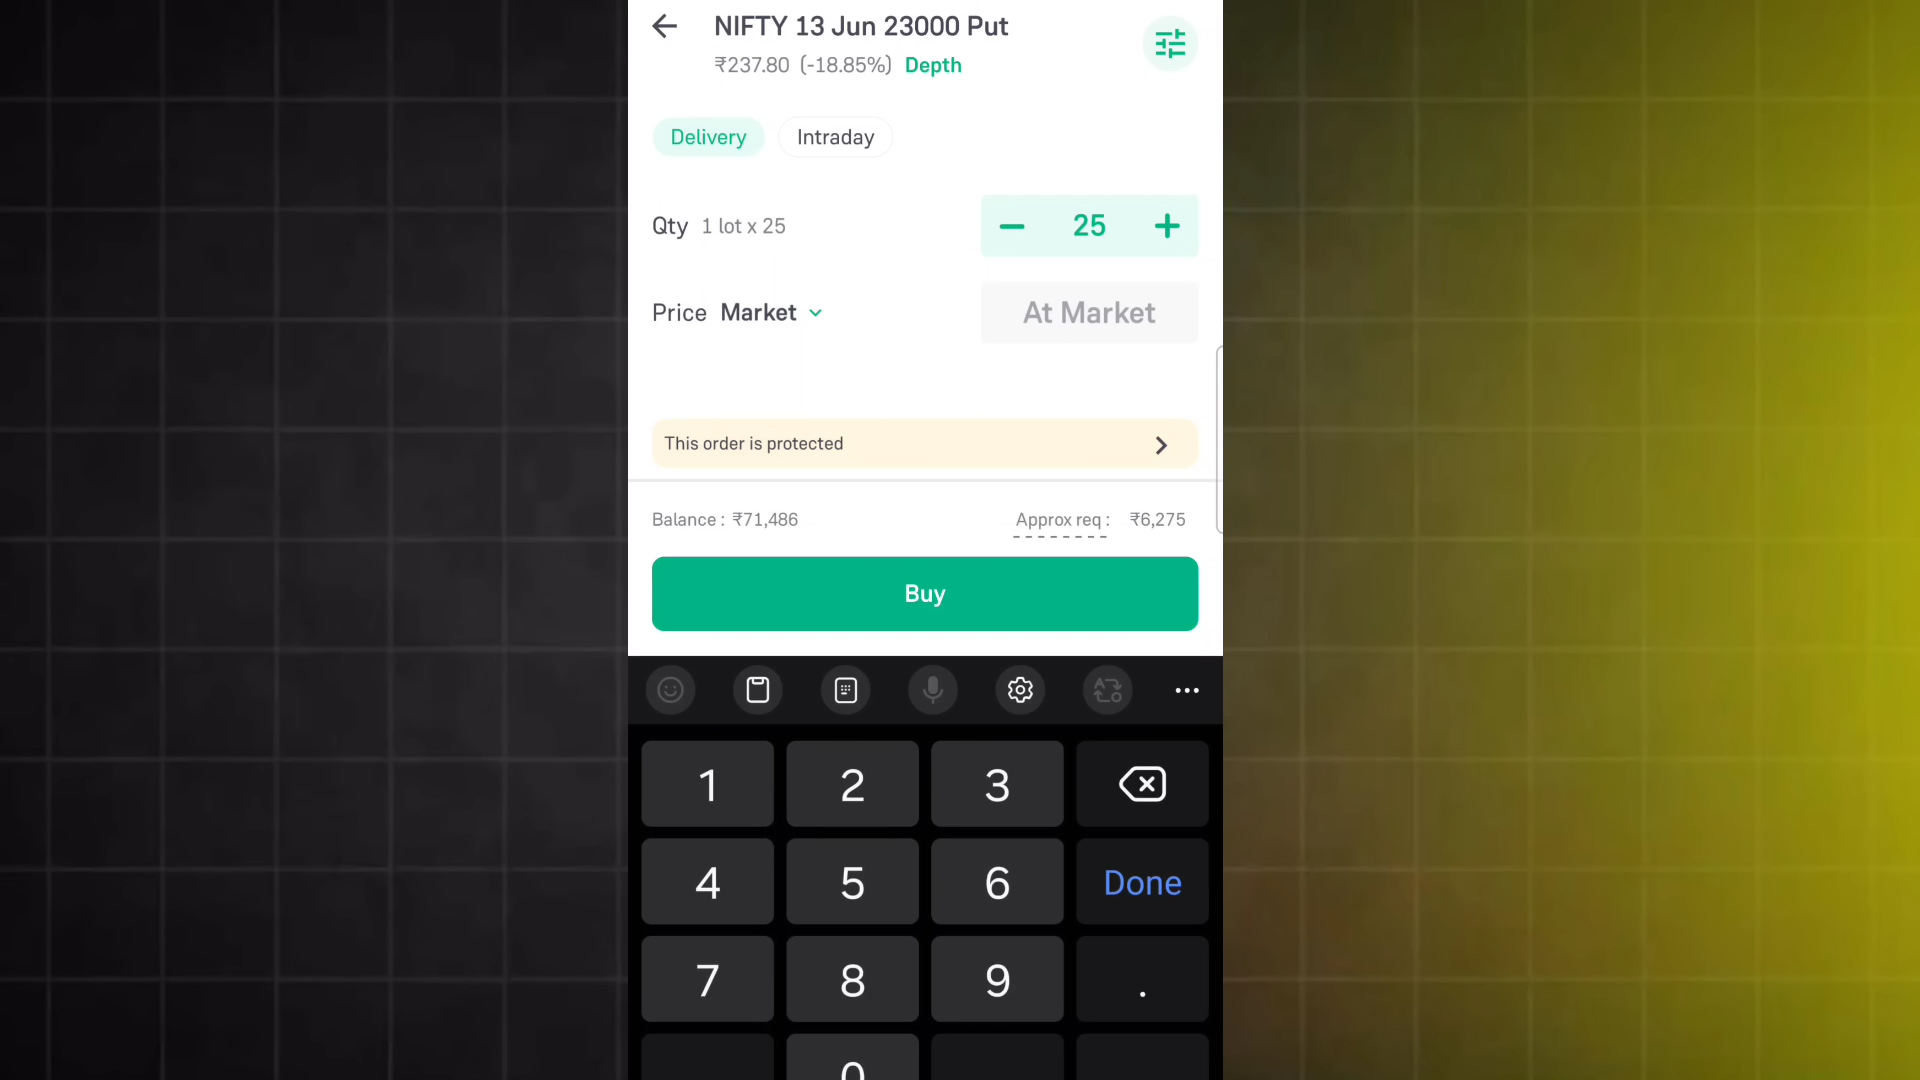 NIFTY 13 Jun 23000 Put
₹237.80 (-18.85%) Depth
Delivery Intraday
Qty 1 lot x 25 25
Price Market At Market
This order is protected
Balance : ₹71,486 Approx req : ₹6,275
Buy
1 2 3
4 5 6 Done
7 8 9 .
0